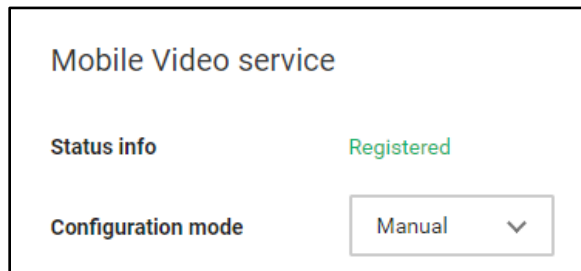 Mobile Video service
Status info Registered
Configuration mode Manual